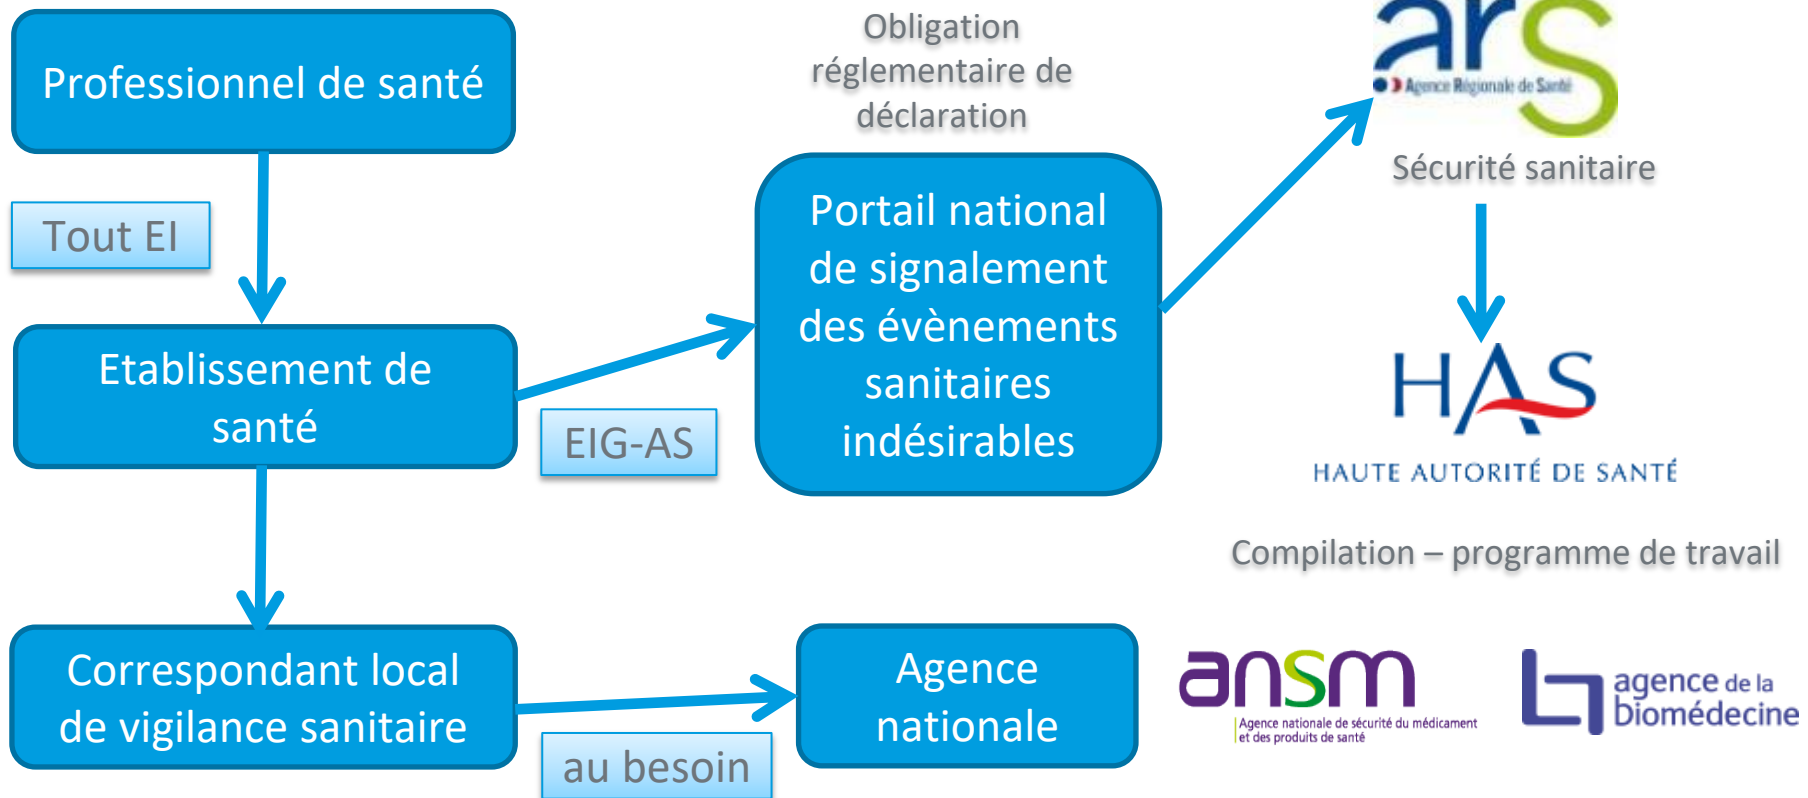 Professionnel de santé
Tout EI
Etablissement de
santé
EIG-AS
Correspondant local
de vigilance sanitaire
au besoin
Obligation
réglementaire de
déclaration
Portail national
de signalement
des évènements
sanitaires
indésirables
Agence
nationale
ars
Agence Régionale de Santé
Sécurité sanitaire
HAS
HAUTE AUTORITÉ DE SANTÉ
Compilation – programme de travail
ansm
Agence nationale de sécurité du médicament
et des produits de santé
agence de la
biomédecine